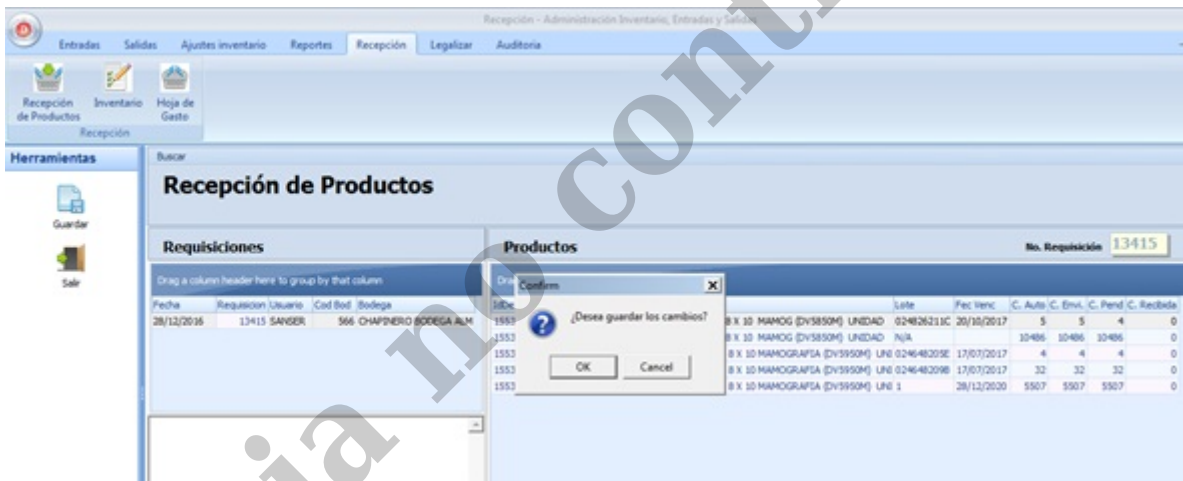 Recepción - Administración Inventario, Entradas y Salidas
D
Entradas Salidas Ajustes inventario Reportes Recepción Legalizar Auditoria
Recepción de Productos
Inventario
Hoja de Gasto
Recepción
Herramientas
Guardar
Salir
Buscar
Recepción de Productos
Requisiciones
Drag a column header here to group by that column
Fecha Requisicion Usuario Cod Bod Bodega
28/12/2016 13415 SANSER 566 CHAPINERO BODEGA ALM
Productos
No. Requisición 13415
Confirm
¿Desea guardar los cambios?
OK Cancel
Lote Fec Venc C. Auto C. Envi. C. Pend C. Recibida
1553 8 X 10 MAMOG (DV5850M) UNIDAD 024826211C 20/10/2017 5 5 4 0
1553 8 X 10 MAMOG (DV5850M) UNIDAD N/A 10486 10486 10486 0
1553 8 X 10 MAMOGRAFIA (DV5950M) UNI 024648205E 17/07/2017 4 4 4 0
1553 8 X 10 MAMOGRAFIA (DV5950M) UNI 024648209B 17/07/2017 32 32 32 0
1553 8 X 10 MAMOGRAFIA (DV5950M) UNI 1 28/12/2020 5507 5507 5507 0